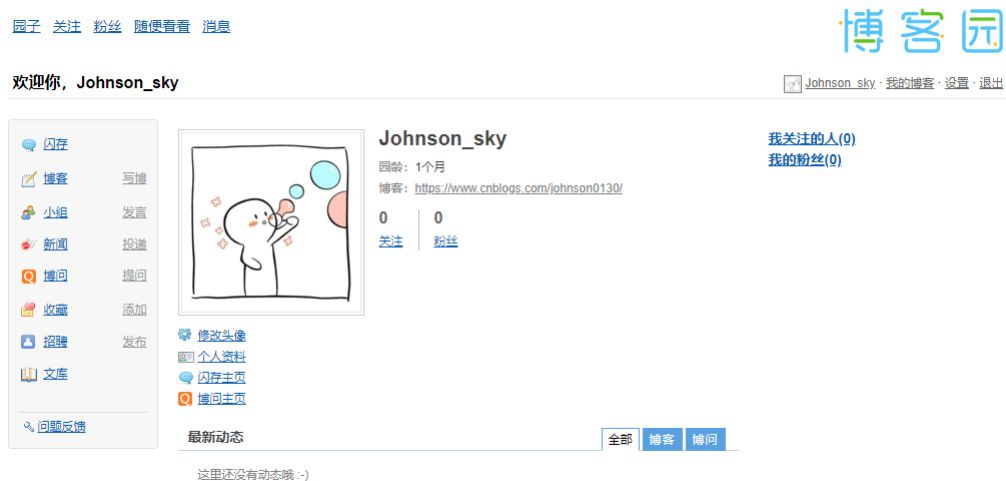 园子 关注 粉丝 随便看看 消息
博客园
欢迎你，Johnson_sky
Johnson_sky · 我的博客 · 设置 · 退出
闪存
博客 写博
小组 发言
新闻 投递
博问 提问
收藏 添加
招聘 发布
文库
问题反馈
Johnson_sky
园龄：1个月
博客：https://www.cnblogs.com/johnson0130/
0 0
关注 粉丝
我关注的人(0)
我的粉丝(0)
修改头像
个人资料
闪存主页
博问主页
最新动态 全部 博客 博问
这里还没有动态哦 :-)